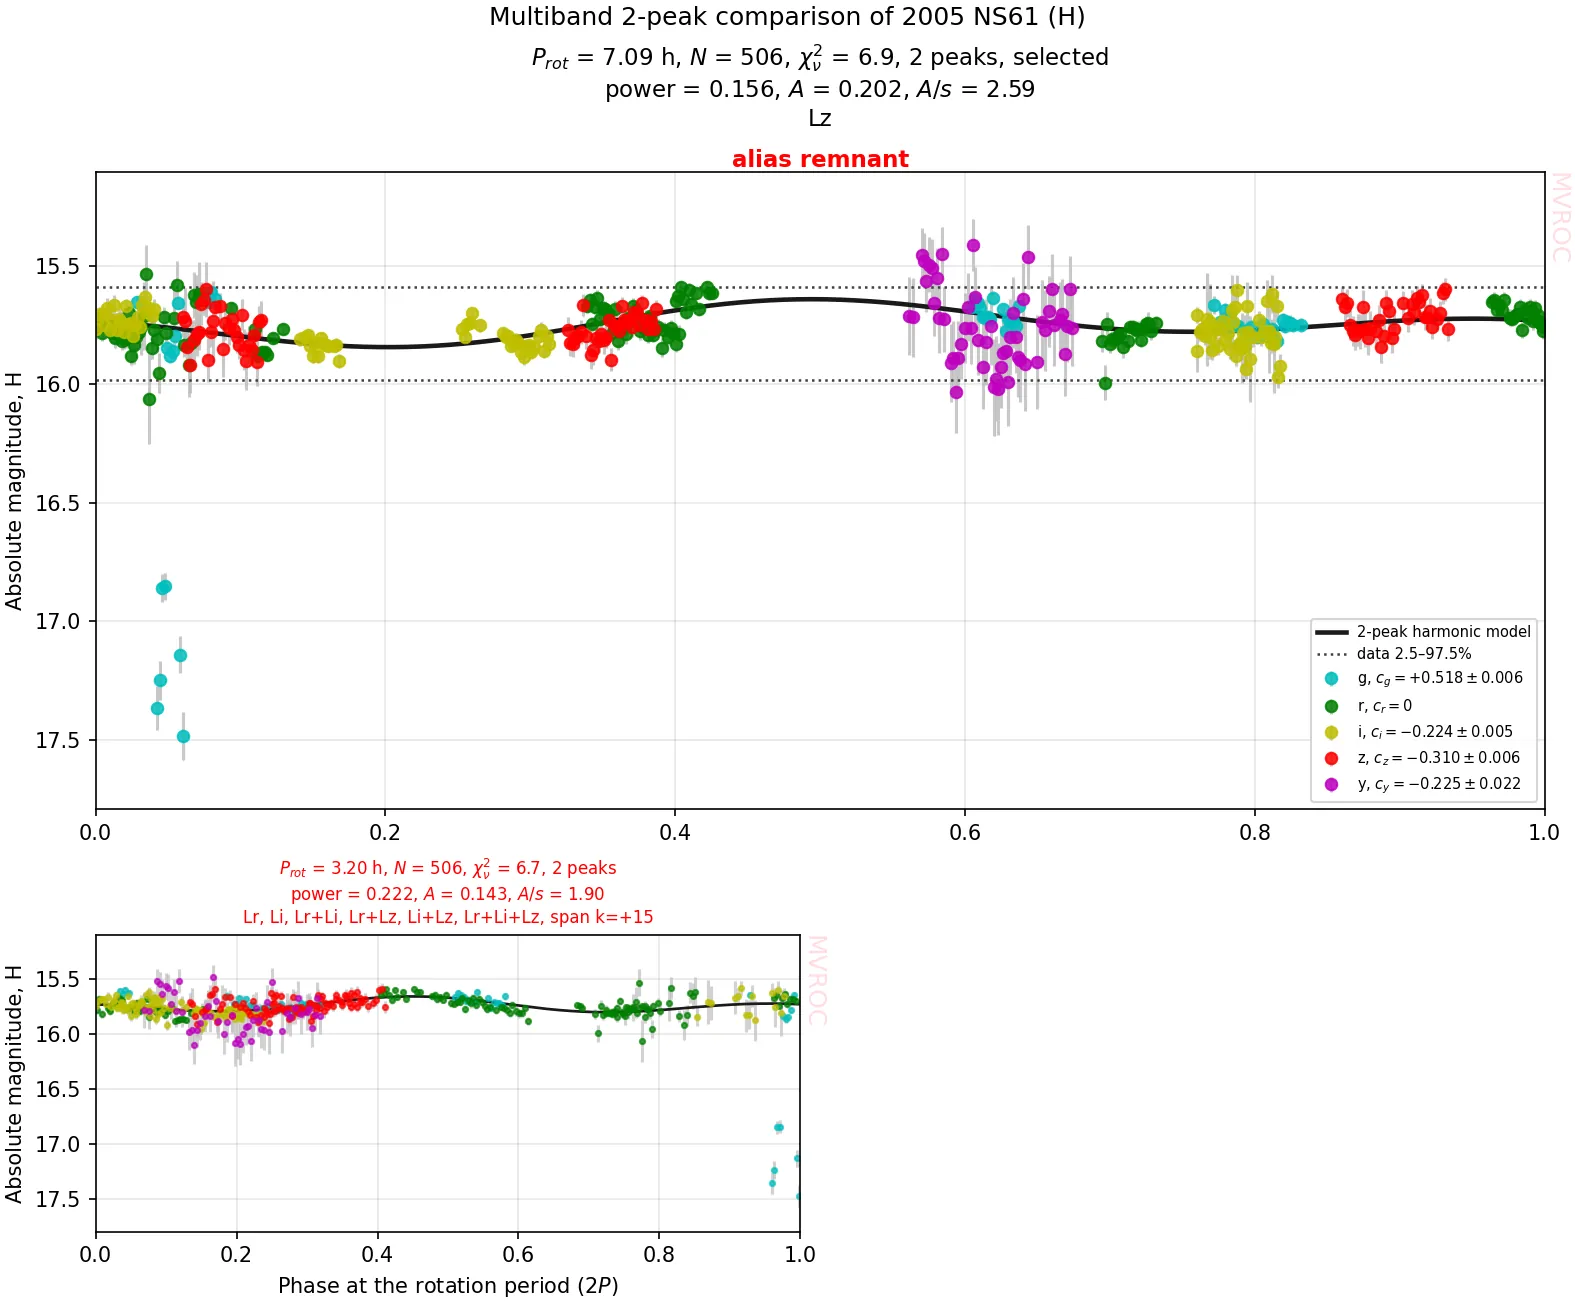 Multiband 2-peak comparison of 2005 NS61 (H)
P_rot = 7.09 h, N = 506, χ²_ν = 6.9, 2 peaks, selected
power = 0.156, A = 0.202, A/s = 2.59
Lz
alias remnant
MVROC
Absolute magnitude, H
15.5
16.0
16.5
17.0
17.5
2-peak harmonic model
data 2.5–97.5%
g, c_g = +0.518 ± 0.006
r, c_r = 0
i, c_i = −0.224 ± 0.005
z, c_z = −0.310 ± 0.006
y, c_y = −0.225 ± 0.022
0.0 0.2 0.4 0.6 0.8 1.0
P_rot = 3.20 h, N = 506, χ²_ν = 6.7, 2 peaks
power = 0.222, A = 0.143, A/s = 1.90
Lr, Li, Lr+Li, Lr+Lz, Li+Lz, Lr+Li+Lz, span k=+15
MVROC
Absolute magnitude, H
15.5
16.0
16.5
17.0
17.5
0.0 0.2 0.4 0.6 0.8 1.0
Phase at the rotation period (2P)